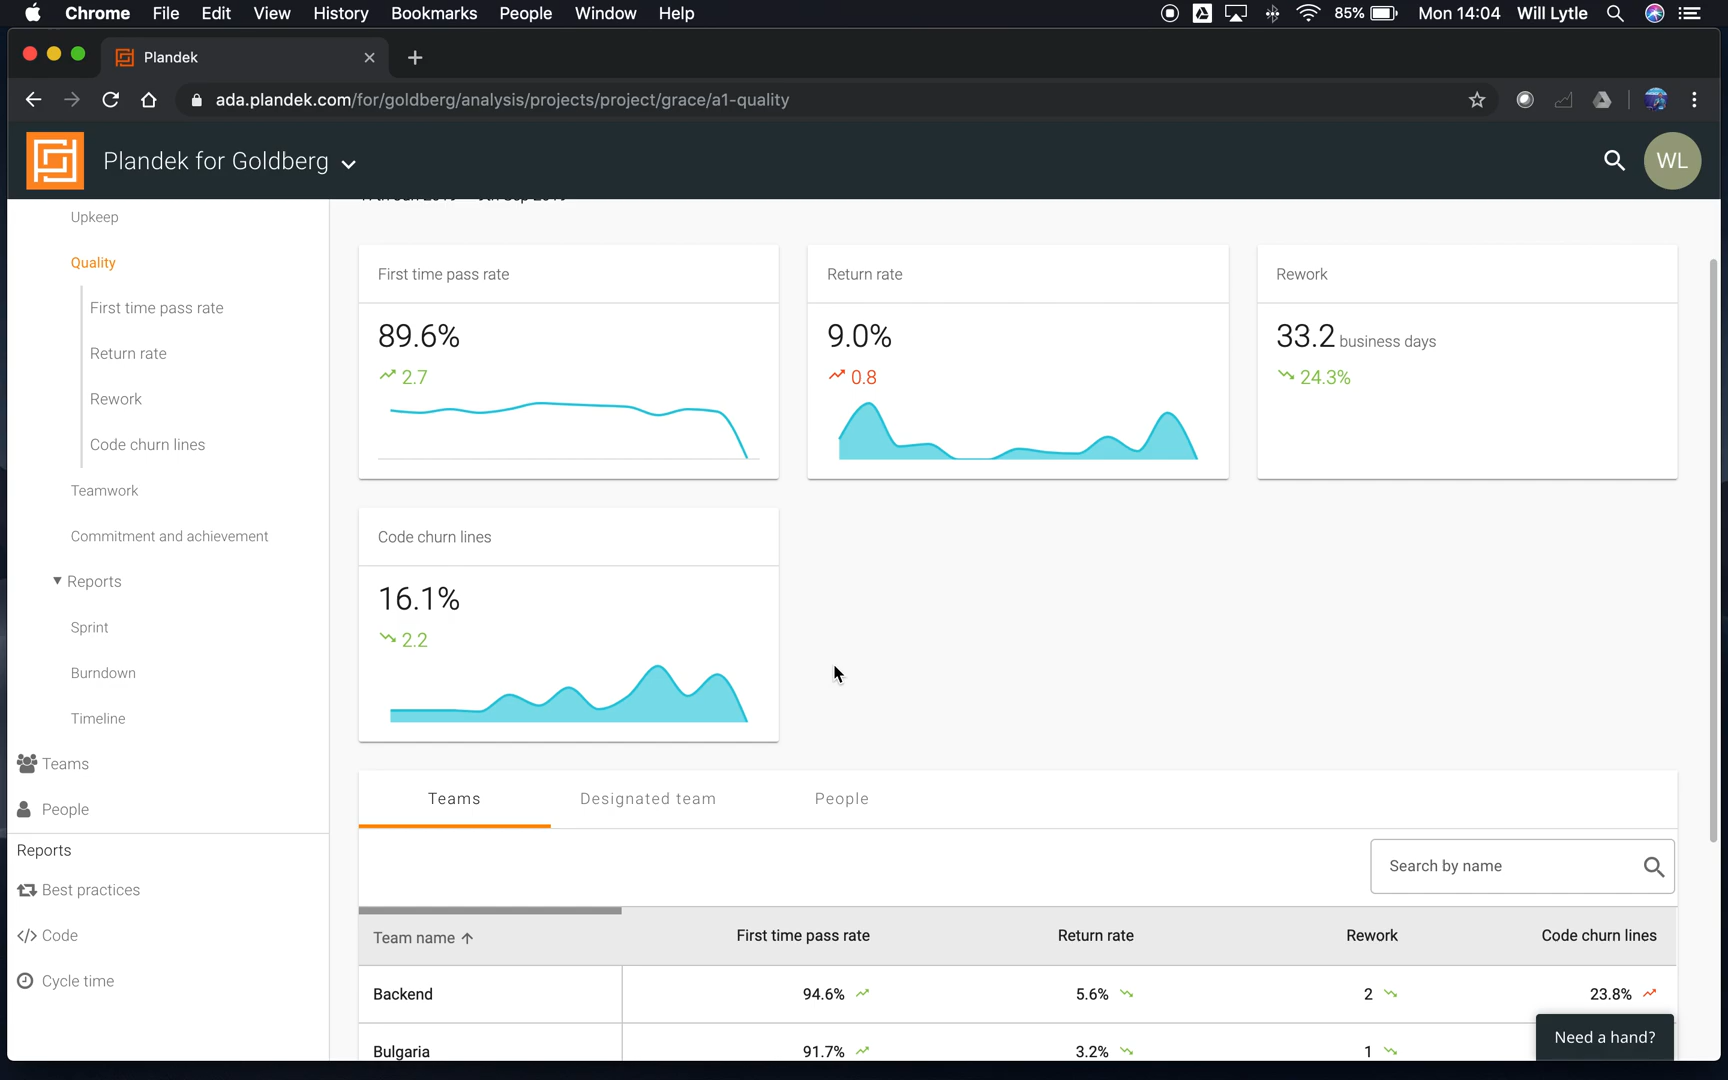 Chrome File Edit View History Bookmarks People Window Help 85% Mon 14:04 Will Lytle
Plandek
ada.plandek.com/for/goldberg/analysis/projects/project/grace/a1-quality
Plandek for Goldberg
WL
Upkeep
Quality
First time pass rate
Return rate
Rework
Code churn lines
Teamwork
Commitment and achievement
Reports
Sprint
Burndown
Timeline
Teams
People
Reports
Best practices
Code
Cycle time
First time pass rate
89.6%
2.7
Return rate
9.0%
0.8
Rework
33.2 business days
24.3%
Code churn lines
16.1%
2.2
Teams Designated team People
Search by name
Team name First time pass rate Return rate Rework Code churn lines
Backend 94.6% 5.6% 2 23.8%
Bulgaria 91.7% 3.2% 1
Need a hand?